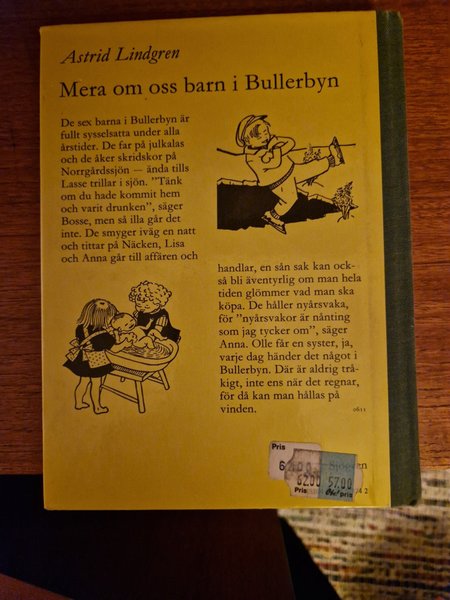 Astrid Lindgren
Mera om oss barn i Bullerbyn
De sex barna i Bullerbyn är
fullt sysselsatta under alla
årstider. De far på julkalas
och de åker skridskor på
Norrgårdssjön — ända tills
Lasse trillar i sjön. ”Tänk
om du hade kommit hem
och varit drunken”, säger
Bosse, men så illa går det
inte. De smyger iväg en natt
och tittar på Näcken, Lisa
och Anna går till affären och
handlar, en sån sak kan ock-
så bli äventyrlig om man hela
tiden glömmer vad man ska
köpa. De håller nyårsvaka,
för ”nyårsvakor är nånting
som jag tycker om”, säger
Anna. Olle får en syster, ja,
varje dag händer det något i
Bullerbyn. Där är aldrig trå-
kigt, inte ens när det regnar,
för då kan man hållas på
vinden.
Pris
62.00 57.00
Pris
pris